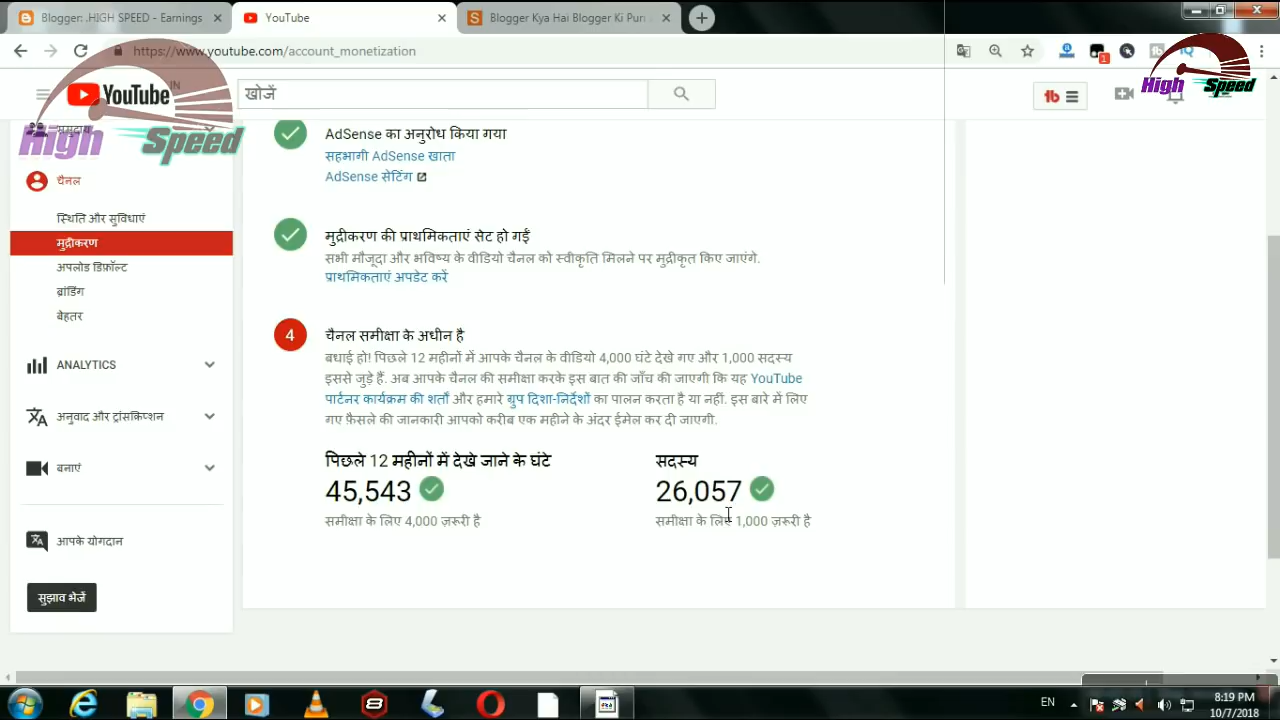 Blogger: .HIGH SPEED - Earnings
YouTube
Blogger Kya Hai Blogger Ki Puri
https://www.youtube.com/account_monetization
1
YouTube
IN
खोजें
High Speed
High Speed
AdSense का अनुरोध किया गया
सहभागी AdSense खाता
AdSense सेटिंग
चैनल
स्थिति और सुविधाएं
मुद्रीकरण
अपलोड डिफ़ॉल्ट
ब्रांडिंग
बेहतर
ANALYTICS
अनुवाद और ट्रांसक्रिप्शन
बनाएं
आपके योगदान
सुझाव भेजें
मुद्रीकरण की प्राथमिकताएं सेट हो गईं
सभी मौजूदा और भविष्य के वीडियो चैनल को स्वीकृति मिलने पर मुद्रीकृत किए जाएंगे.
प्राथमिकताएं अपडेट करें
4
चैनल समीक्षा के अधीन है
बधाई हो! पिछले 12 महीनों में आपके चैनल के वीडियो 4,000 घंटे देखे गए और 1,000 सदस्य
इससे जुड़े हैं. अब आपके चैनल की समीक्षा करके इस बात की जाँच की जाएगी कि यह YouTube
पार्टनर कार्यक्रम की शर्तों और हमारे ग्रुप दिशा-निर्देशों का पालन करता है या नहीं. इस बारे में लिए
गए फ़ैसले की जानकारी आपको करीब एक महीने के अंदर ईमेल कर दी जाएगी.
पिछले 12 महीनों में देखे जाने के घंटे
45,543
समीक्षा के लिए 4,000 ज़रूरी है
सदस्य
26,057
समीक्षा के लिए 1,000 ज़रूरी है
EN
8:19 PM
10/7/2018